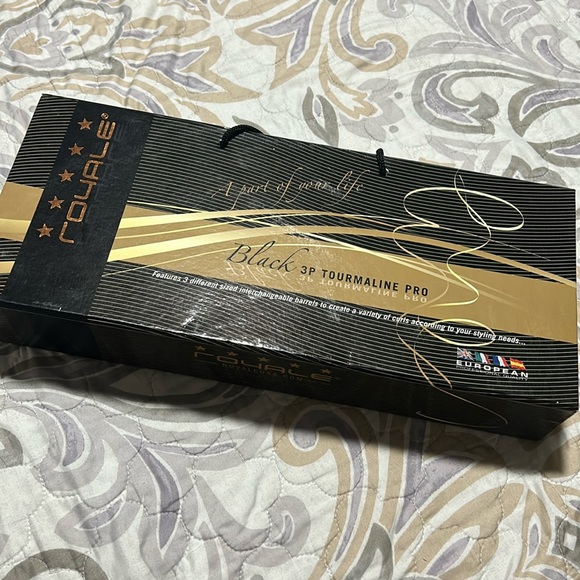 ROYALE®
A part of your life
Black 3P TOURMALINE PRO
Features 3 different sized interchangeable barrels to create a variety of curls according to your styling needs...
EUROPEAN
ROYALE